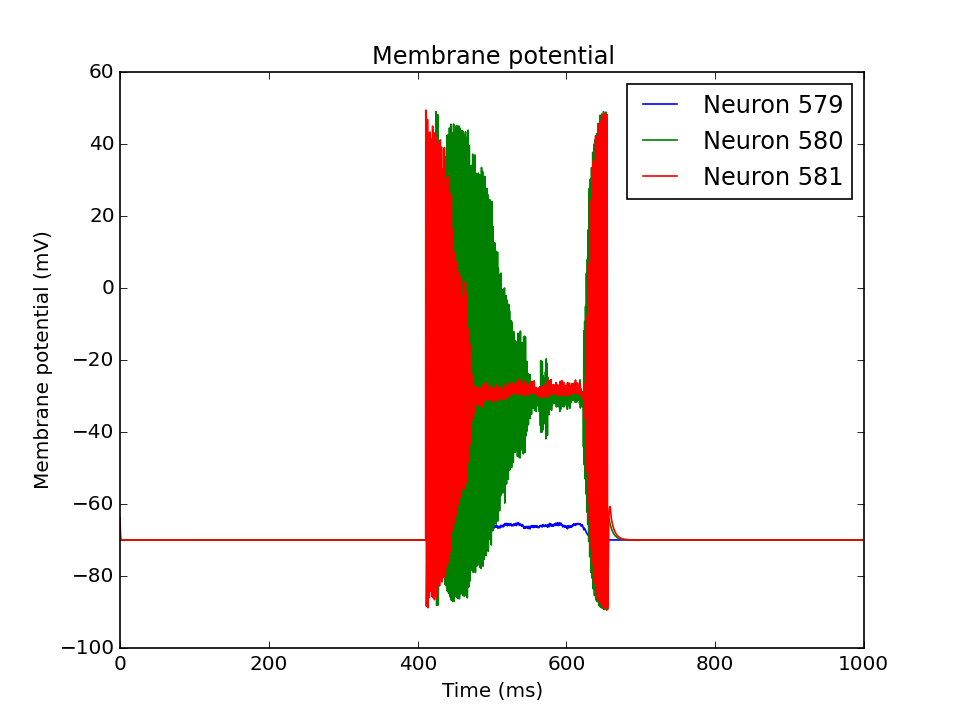 Membrane potential
Neuron 579
Neuron 580
Neuron 581
60
40
20
0
−20
−40
−60
−80
−100
Membrane potential (mV)
0 200 400 600 800 1000
Time (ms)